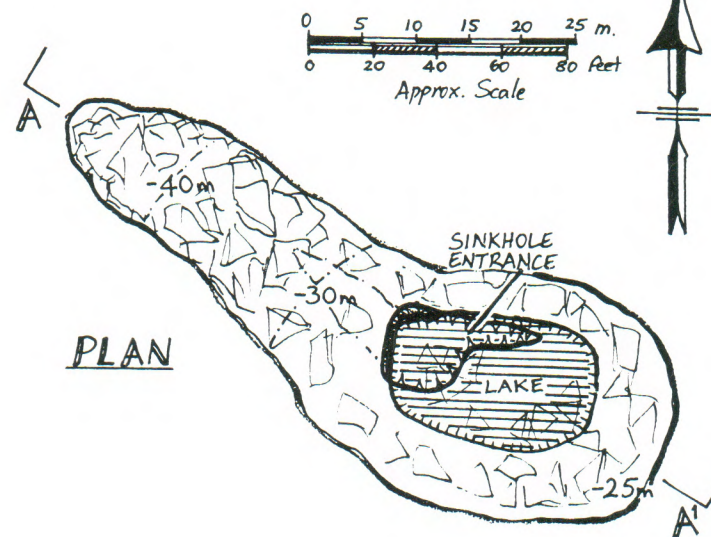 0 5 10 15 20 25 m.
0 20 40 60 80 feet
Approx. Scale
A
-40m
SINKHOLE
ENTRANCE
-30m
PLAN
LAKE
-25m
A¹